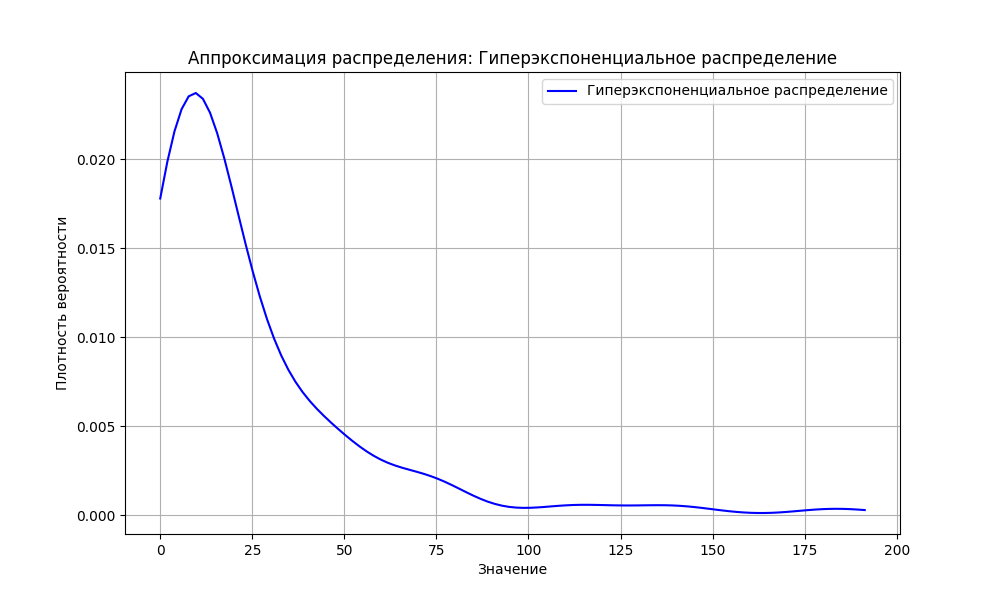 Аппроксимация распределения: Гиперэкспоненциальное распределение
Гиперэкспоненциальное распределение
Плотность вероятности
0.020
0.015
0.010
0.005
0.000
0 25 50 75 100 125 150 175 200
Значение